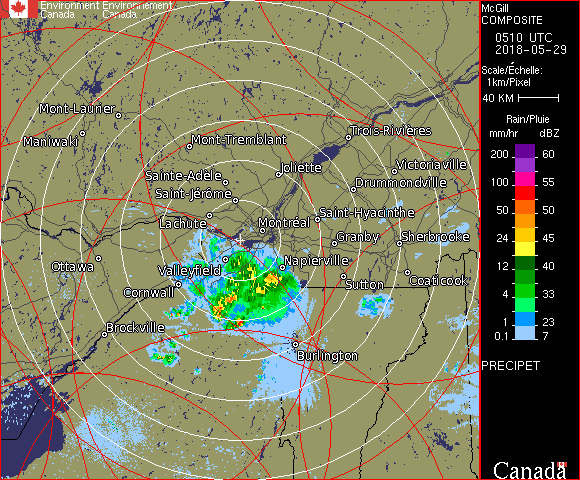 Environment Environnement
Canada Canada
McGill
COMPOSITE
0510 UTC
2018-05-29
Scale/Échelle:
1km/Pixel
40 KM
Rain/Pluie
mm/hr dBZ
200 60
150 57
100 55
50 50
24 45
12 40
4 33
1 23
0.1 7
PRECIPET
Canada
Mont-Laurier
Maniwaki
Mont-Tremblant
Trois-Rivières
Sainte-Adèle
Joliette
Victoriaville
Saint-Jérôme
Drummondville
Lachute
Montréal
Saint-Hyacinthe
Granby
Sherbrooke
Ottawa
Valleyfield
Napierville
Cornwall
Sutton
Coaticook
Brockville
Burlington